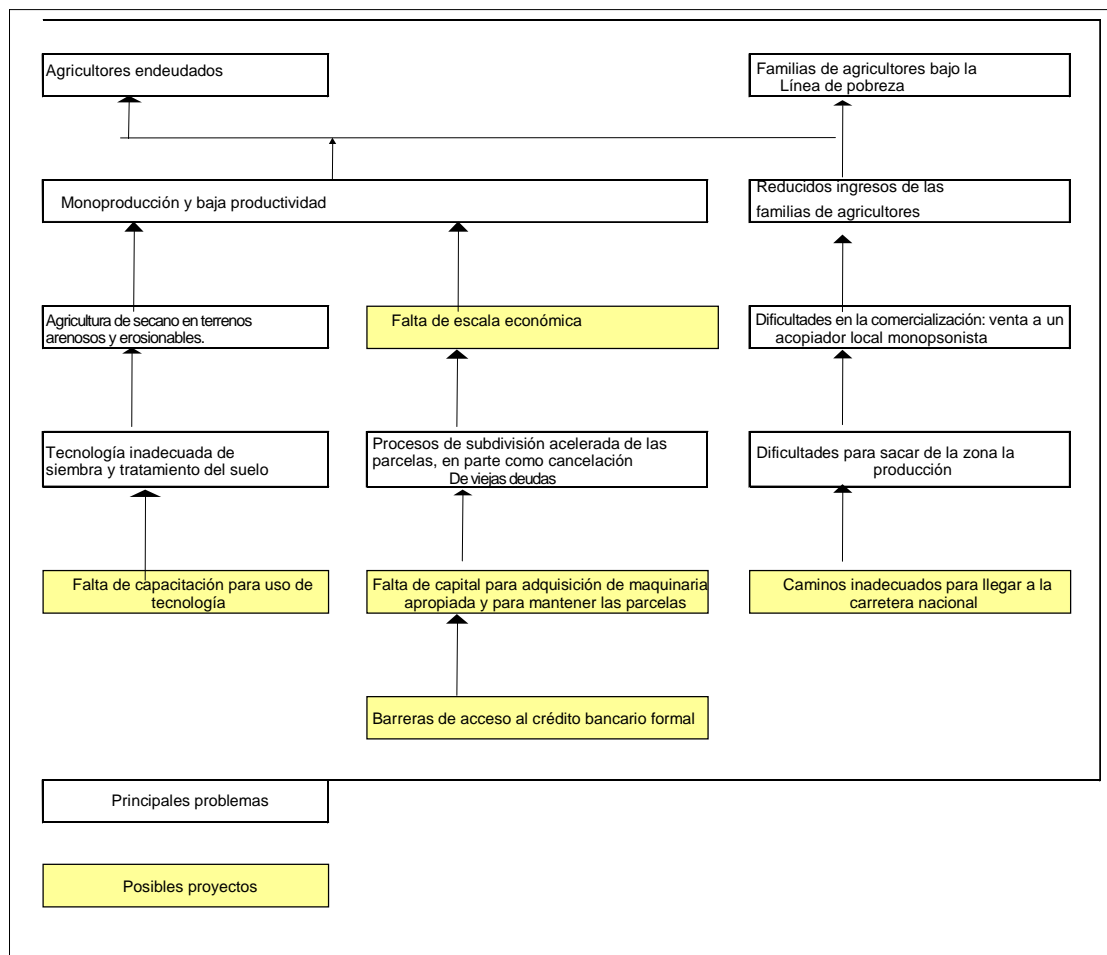 Agricultores endeudados
Familias de agricultores bajo la
Línea de pobreza
Monoproducción y baja productividad
Reducidos ingresos de las
familias de agricultores
Agricultura de secano en terrenos
arenosos y erosionables.
Falta de escala económica
Dificultades en la comercialización: venta a un
acopiador local monopsonista
Tecnología inadecuada de
siembra y tratamiento del suelo
Procesos de subdivisión acelerada de las
parcelas, en parte como cancelación
De viejas deudas
Dificultades para sacar de la zona la
producción
Falta de capacitación para uso de
tecnología
Falta de capital para adquisición de maquinaria
apropiada y para mantener las parcelas
Caminos inadecuados para llegar a la
carretera nacional
Barreras de acceso al crédito bancario formal
Principales problemas
Posibles proyectos